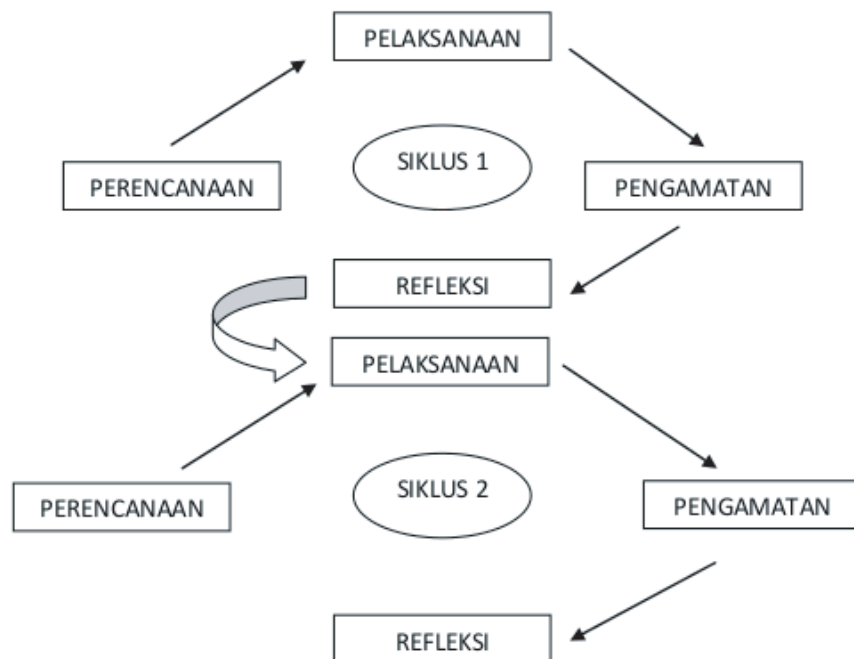 PELAKSANAAN
SIKLUS 1
PERENCANAAN
PENGAMATAN
REFLEKSI
PELAKSANAAN
SIKLUS 2
PERENCANAAN
PENGAMATAN
REFLEKSI